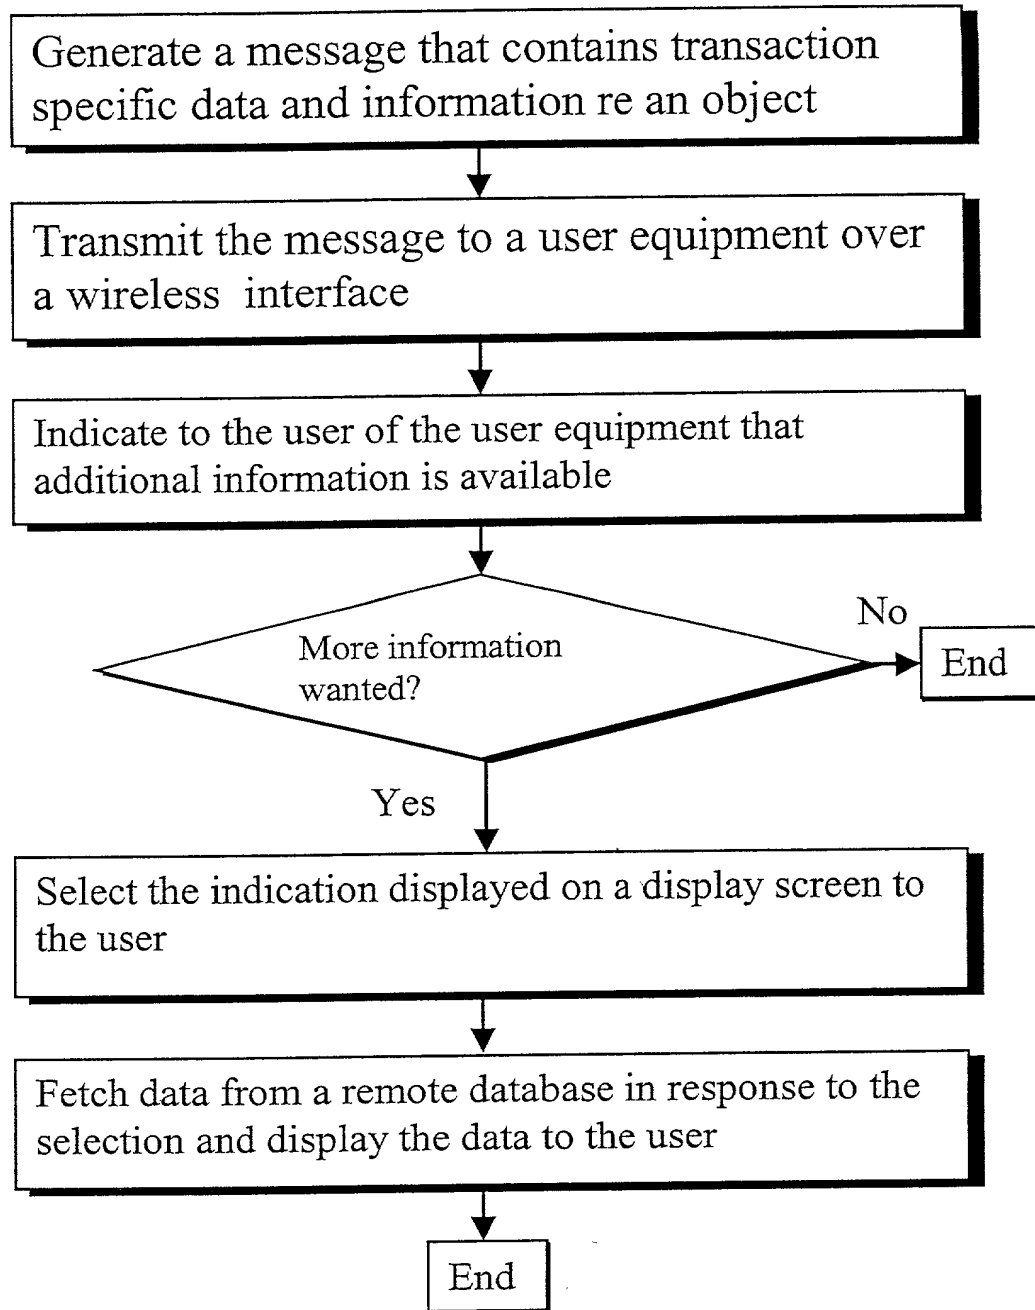 Generate a message that contains transaction
specific data and information re an object
Transmit the message to a user equipment over
a wireless interface
Indicate to the user of the user equipment that
additional information is available
More information
wanted?
No
End
Yes
Select the indication displayed on a display screen to
the user
Fetch data from a remote database in response to the
selection and display the data to the user
End